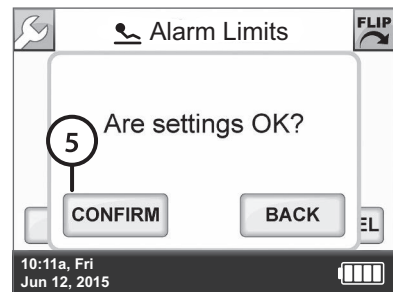 Alarm Limits
FLIP
Are settings OK?
5
CONFIRM
BACK
EL
10:11a, Fri
Jun 12, 2015